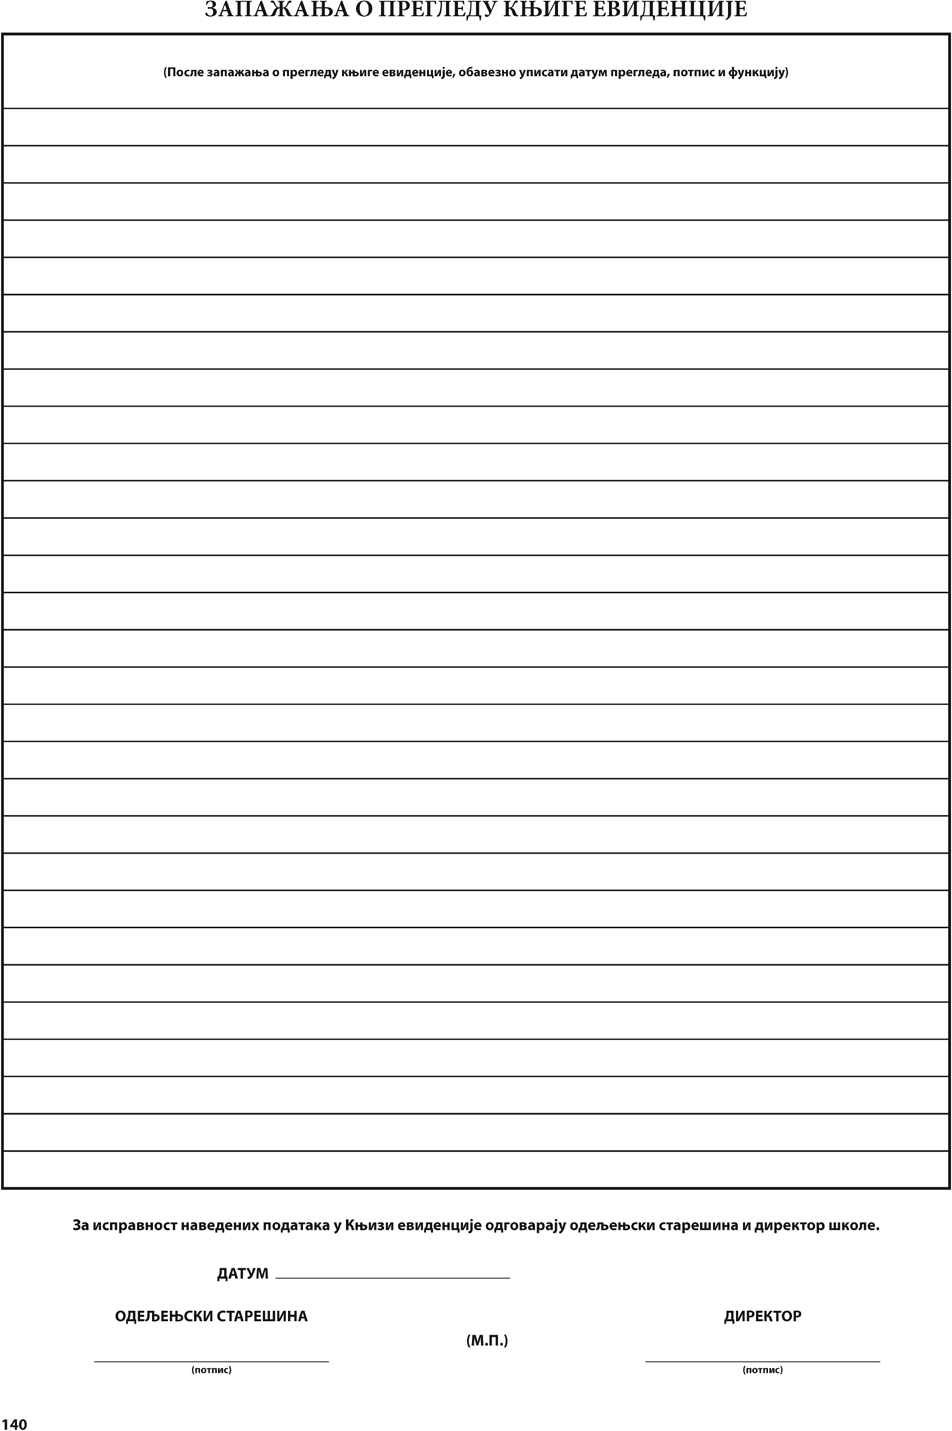 ЗАПАЖАЊА О ПРЕГЛЕДУ КЊИГЕ ЕВИДЕНЦИЈЕ
(После запажања о прегледу књиге евиденције, обавезно уписати датум прегледа, потпис и функцију)
За исправност наведених података у Књизи евиденције одговарају одељењски старешина и директор школе.
ДАТУМ
ОДЕЉЕЊСКИ СТАРЕШИНА ДИРЕКТОР
(М.П.)
(потпис) (потпис)
140